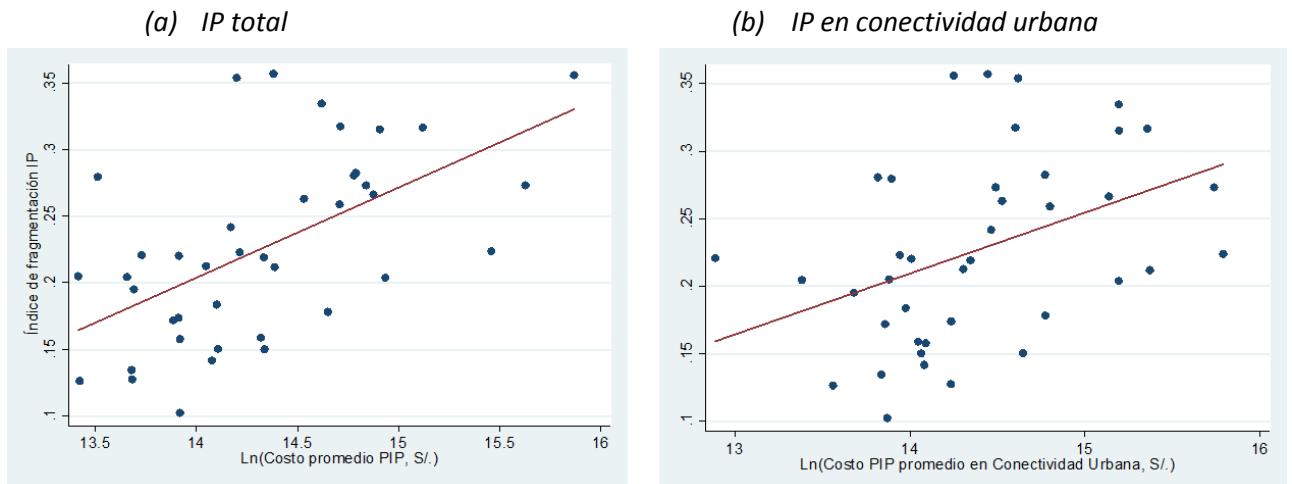 (a) IP total
(b) IP en conectividad urbana
Índice de fragmentación IP
.35
.3
.25
.2
.15
.1
13.5 14 14.5 15 15.5 16
Ln(Costo promedio PIP, S/.)
.35
.3
.25
.2
.15
.1
13 14 15 16
Ln(Costo PIP promedio en Conectividad Urbana, S/.)